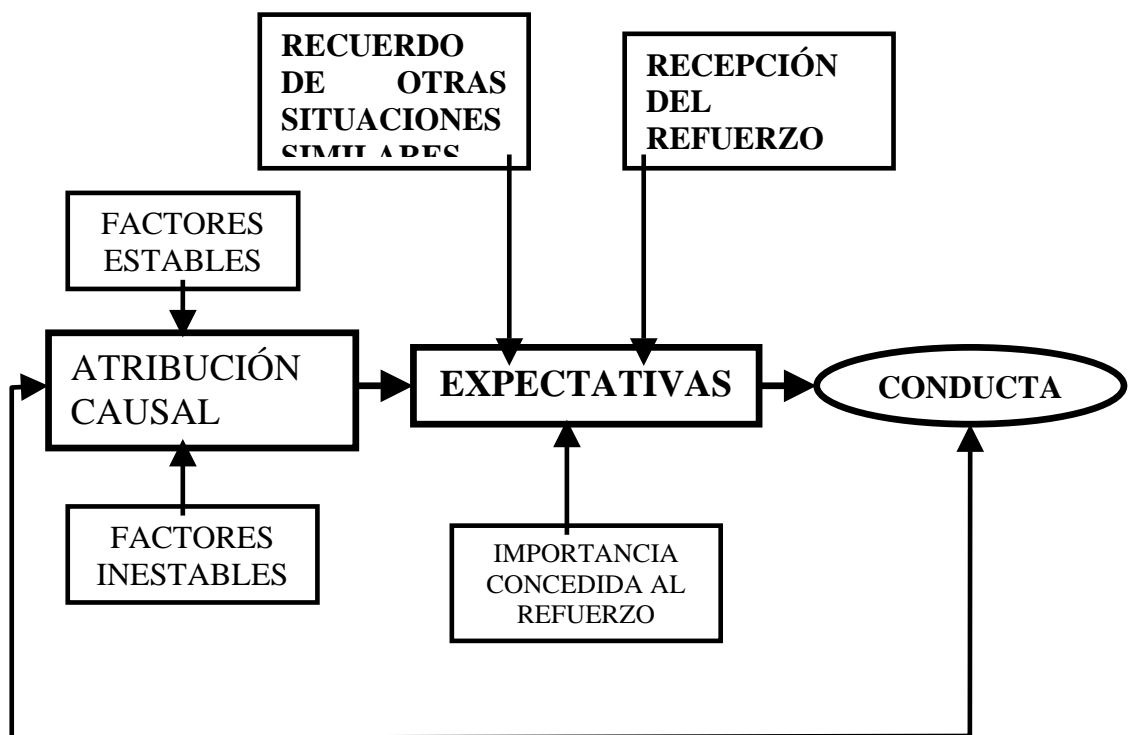 RECUERDO
DE OTRAS
SITUACIONES
SIMILARES
RECEPCIÓN
DEL
REFUERZO
FACTORES
ESTABLES
ATRIBUCIÓN
CAUSAL
EXPECTATIVAS
CONDUCTA
FACTORES
INESTABLES
IMPORTANCIA
CONCEDIDA AL
REFUERZO